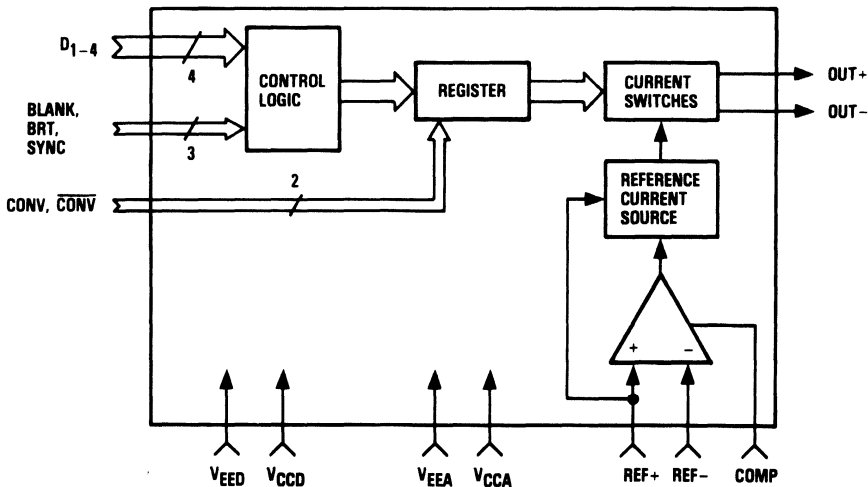 D1–4
4
CONTROL
LOGIC
REGISTER
CURRENT
SWITCHES
OUT+
OUT–
BLANK,
BRT,
SYNC
3
CONV, C̅O̅N̅V̅
2
REFERENCE
CURRENT
SOURCE
+ –
VEED VCCD VEEA VCCA REF+ REF– COMP